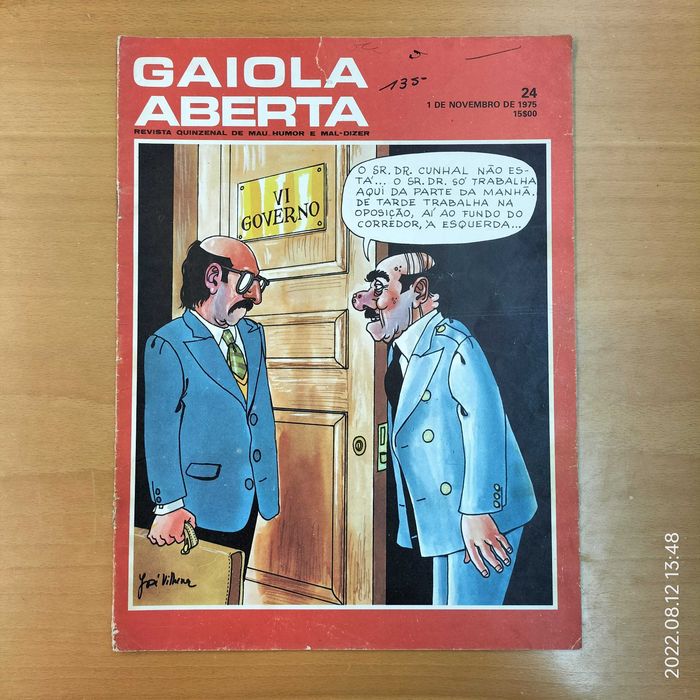 GAIOLA
ABERTA
REVISTA QUINZENAL DE MAU HUMOR E MAL-DIZER
135-
24
1 DE NOVEMBRO DE 1975
15$00
VI
GOVERNO
O SR. DR. CUNHAL NÃO ES-
TÁ... O SR. DR. SÓ TRABALHA
AQUI DA PARTE DA MANHÃ.
DE TARDE TRABALHA NA
OPOSIÇÃO, AÍ AO FUNDO DO
CORREDOR, À ESQUERDA...
José Vilhena
2022.08.12 13:48